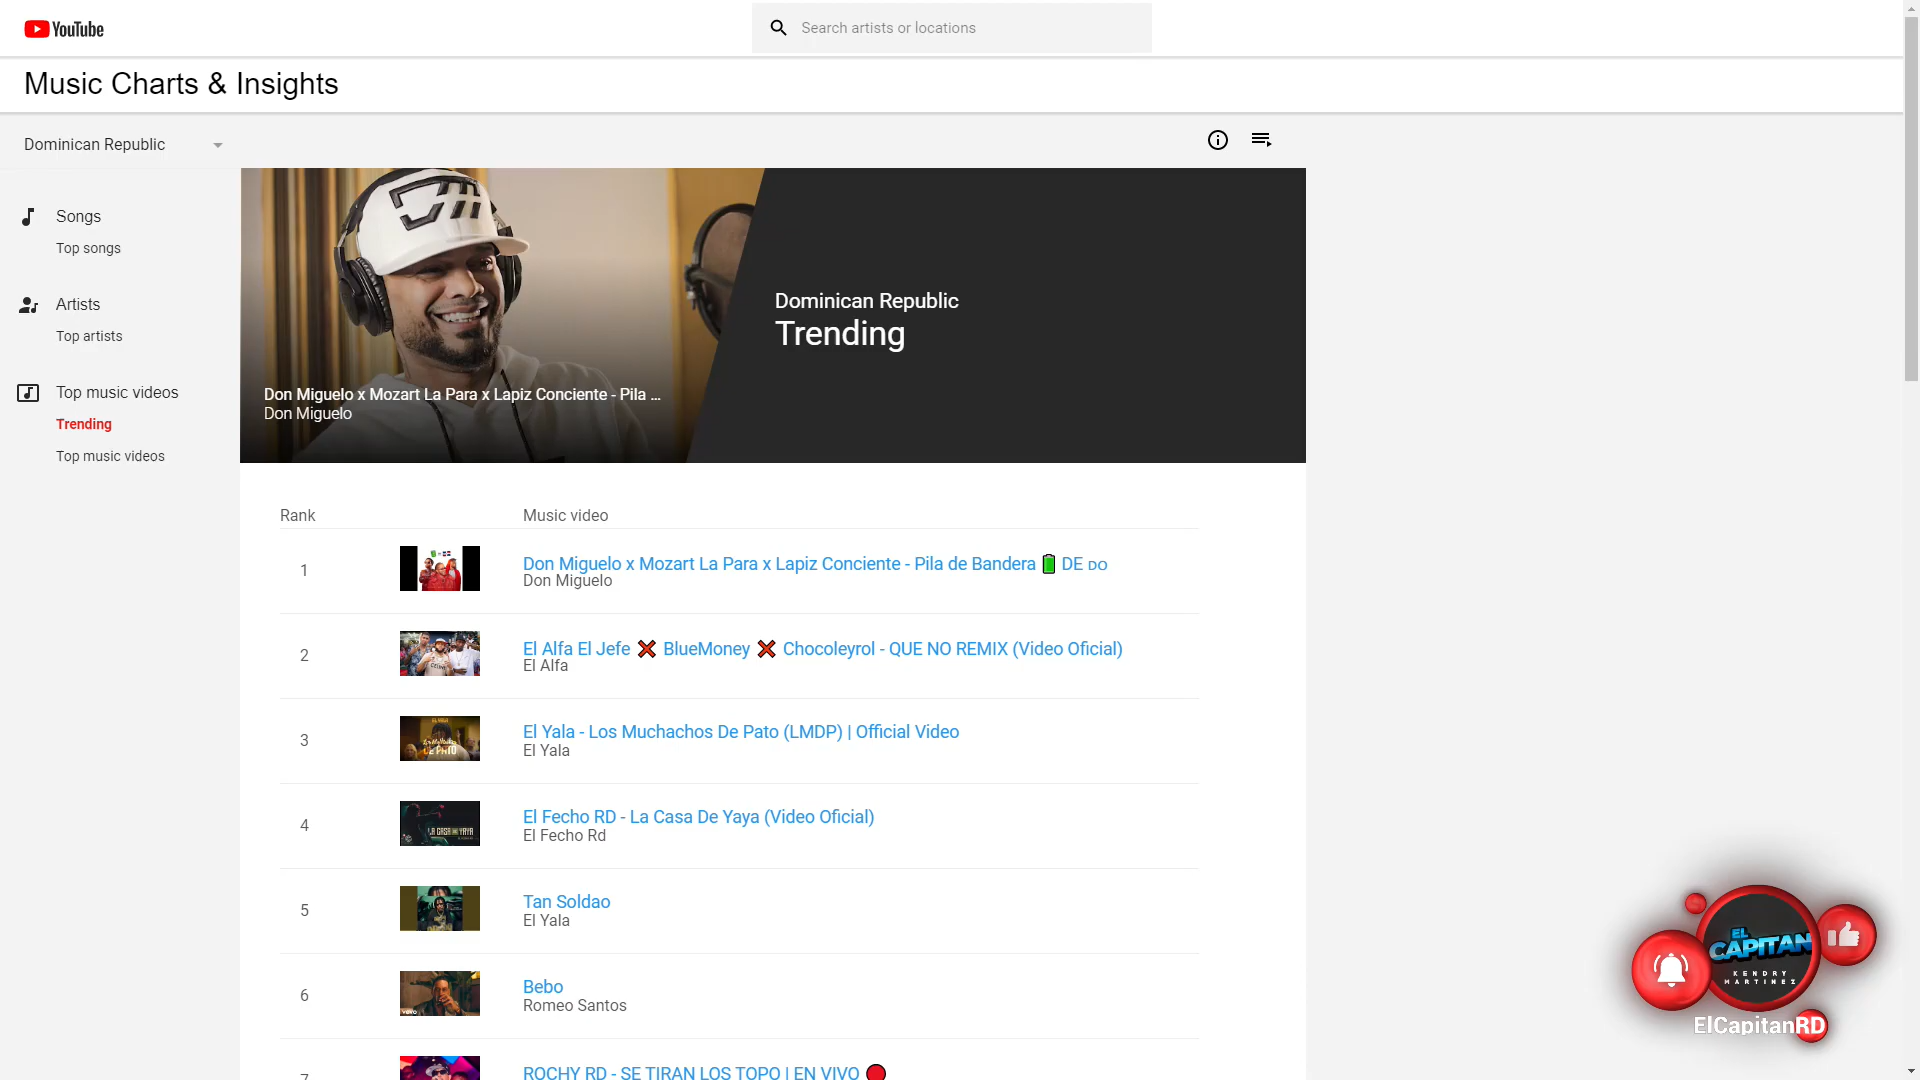 YouTube
Search artists or locations
Music Charts & Insights
Dominican Republic
Songs
Top songs
Artists
Top artists
Top music videos
Trending
Top music videos
Dominican Republic
Trending
Don Miguelo x Mozart La Para x Lapiz Conciente - Pila ...
Don Miguelo
Rank
Music video
1
Don Miguelo x Mozart La Para x Lapiz Conciente - Pila de Bandera 🔋 DE DO
Don Miguelo
2
El Alfa El Jefe ❌ BlueMoney ❌ Chocoleyrol - QUE NO REMIX (Video Oficial)
El Alfa
3
El Yala - Los Muchachos De Pato (LMDP) | Official Video
El Yala
4
LA CASA DE YAYA
El Fecho RD - La Casa De Yaya (Video Oficial)
El Fecho Rd
5
Tan Soldao
El Yala
6
vevo
Bebo
Romeo Santos
7
ROCHY RD - SE TIRAN LOS TOPO | EN VIVO 🔴
EL
CAPITAN
KENDRY
MARTINEZ
ElCapitanRD